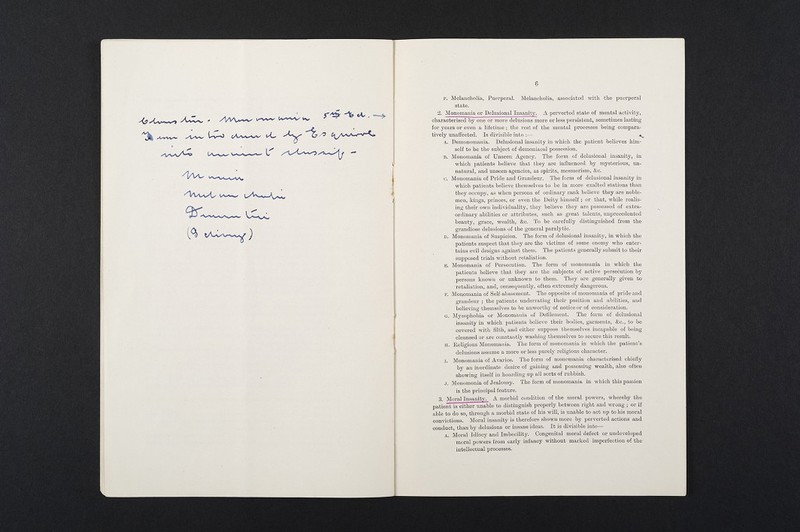 Clouston - Monomania 5th Ed. →
was introduced by Esquirol
into ancient classif -
Mania
Melancholia
Dementia
6
F. Melancholia, Puerperal. Melancholia, associated with the puerperal
state.
2. Monomania or Delusional Insanity. A perverted state of mental activity,
characterised by one or more delusions more or less persistent, sometimes lasting
for years or even a lifetime; the rest of the mental processes being compara-
tively unaffected. Is divisible into—
A. Demonomania. Delusional insanity in which the patient believes him-
self to be the subject of demoniacal possession.
B. Monomania of Unseen Agency. The form of delusional insanity, in
which patients believe that they are influenced by mysterious, un-
natural, and unseen agencies, as spirits, mesmerism, &c.
C. Monomania of Pride and Grandeur. The form of delusional insanity in
which patients believe themselves to be in more exalted stations than
they occupy, as when persons of ordinary rank believe they are noble-
men, kings, princes, or even the Deity himself; or that, while realis-
ing their own individuality, they believe they are possessed of extra-
ordinary abilities or attributes, such as great talents, unprecedented
beauty, grace, wealth, &c. To be carefully distinguished from the
grandiose delusions of the general paralytic.
D. Monomania of Suspicion. The form of delusional insanity, in which the
patients suspect that they are the victims of some enemy who enter-
tains evil designs against them. The patients generally submit to their
supposed trials without retaliation.
E. Monomania of Persecution. The form of monomania in which the
patients believe that they are the subjects of active persecution by
persons known or unknown to them. They are generally given to
retaliation, and, consequently, often extremely dangerous.
F. Monomania of Self-abasement. The opposite of monomania of pride and
grandeur; the patients underrating their position and abilities, and
believing themselves to be unworthy of notice or of consideration.
G. Mysophobia or Monomania of Defilement. The form of delusional
insanity in which patients believe their bodies, garments, &c., to be
covered with filth, and either suppose themselves incapable of being
cleansed or are constantly washing themselves to secure this result.
H. Religious Monomania. The form of monomania in which the patient's
delusions assume a more or less purely religious character.
I. Monomania of Avarice. The form of monomania characterised chiefly
by an inordinate desire of gaining and possessing wealth, also often
showing itself in hoarding up all sorts of rubbish.
J. Monomania of Jealousy. The form of monomania in which this passion
is the principal feature.
3. Moral Insanity. A morbid condition of the moral powers, whereby the
patient is either unable to distinguish properly between right and wrong; or if
able to do so, through a morbid state of his will, is unable to act up to his moral
convictions. Moral insanity is therefore shown more by perverted actions and
conduct, than by delusions or insane ideas. It is divisible into—
A. Moral Idiocy and Imbecility. Congenital moral defect or undeveloped
moral powers from early infancy without marked imperfection of the
intellectual processes.